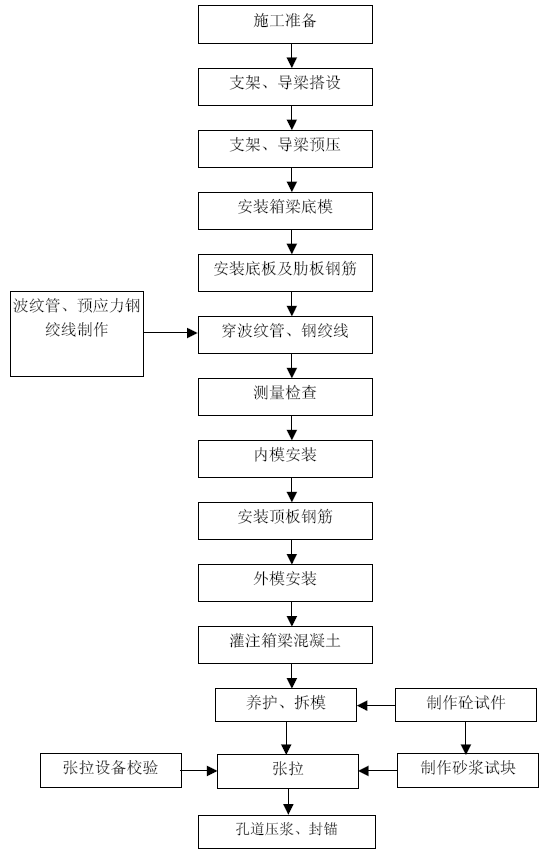 施工准备
支架、导梁搭设
支架、导梁预压
安装箱梁底模
安装底板及肋板钢筋
波纹管、预应力钢
绞线制作
穿波纹管、钢绞线
测量检查
内模安装
安装顶板钢筋
外模安装
灌注箱梁混凝土
养护、拆模
制作砼试件
张拉设备校验
张拉
制作砂浆试块
孔道压浆、封锚